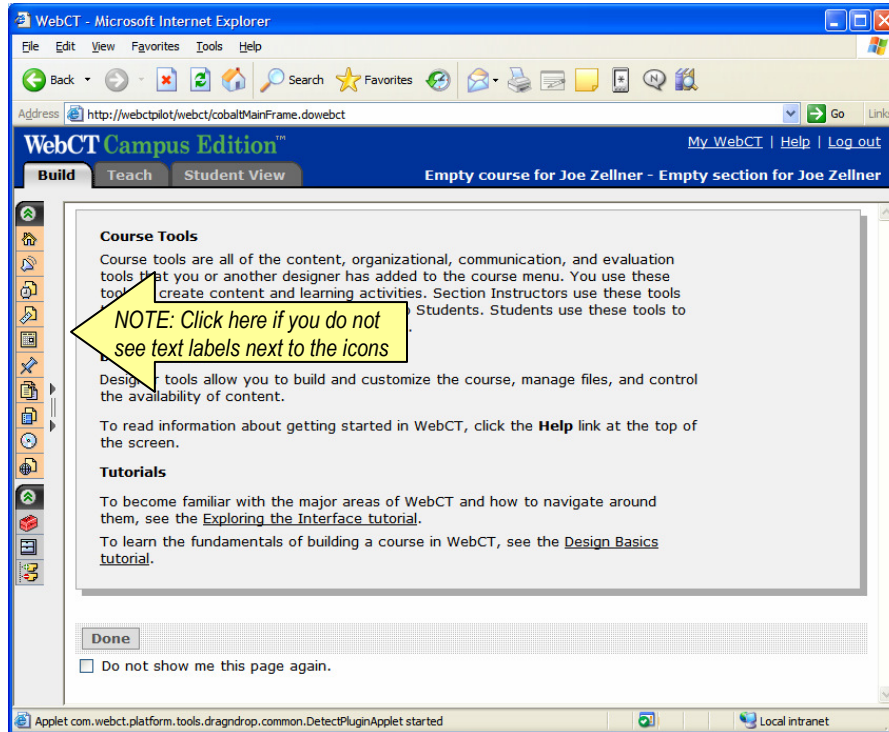 WebCT - Microsoft Internet Explorer
File Edit View Favorites Tools Help
Back Search Favorites
Address http://webctpilot/webct/cobaltMainFrame.dowebct Go Links
WebCT Campus Edition™ My WebCT | Help | Log out
Build Teach Student View Empty course for Joe Zellner - Empty section for Joe Zellner
Course Tools
Course tools are all of the content, organizational, communication, and evaluation
tools that you or another designer has added to the course menu. You use these
create content and learning activities. Section Instructors use these tools
Students. Students use these tools to
NOTE: Click here if you do not
see text labels next to the icons
tools allow you to build and customize the course, manage files, and control
the availability of content.
To read information about getting started in WebCT, click the Help link at the top of
the screen.
Tutorials
To become familiar with the major areas of WebCT and how to navigate around
them, see the Exploring the Interface tutorial.
To learn the fundamentals of building a course in WebCT, see the Design Basics
tutorial.
Done
Do not show me this page again.
Applet com.webct.platform.tools.dragndrop.common.DetectPluginApplet started Local intranet